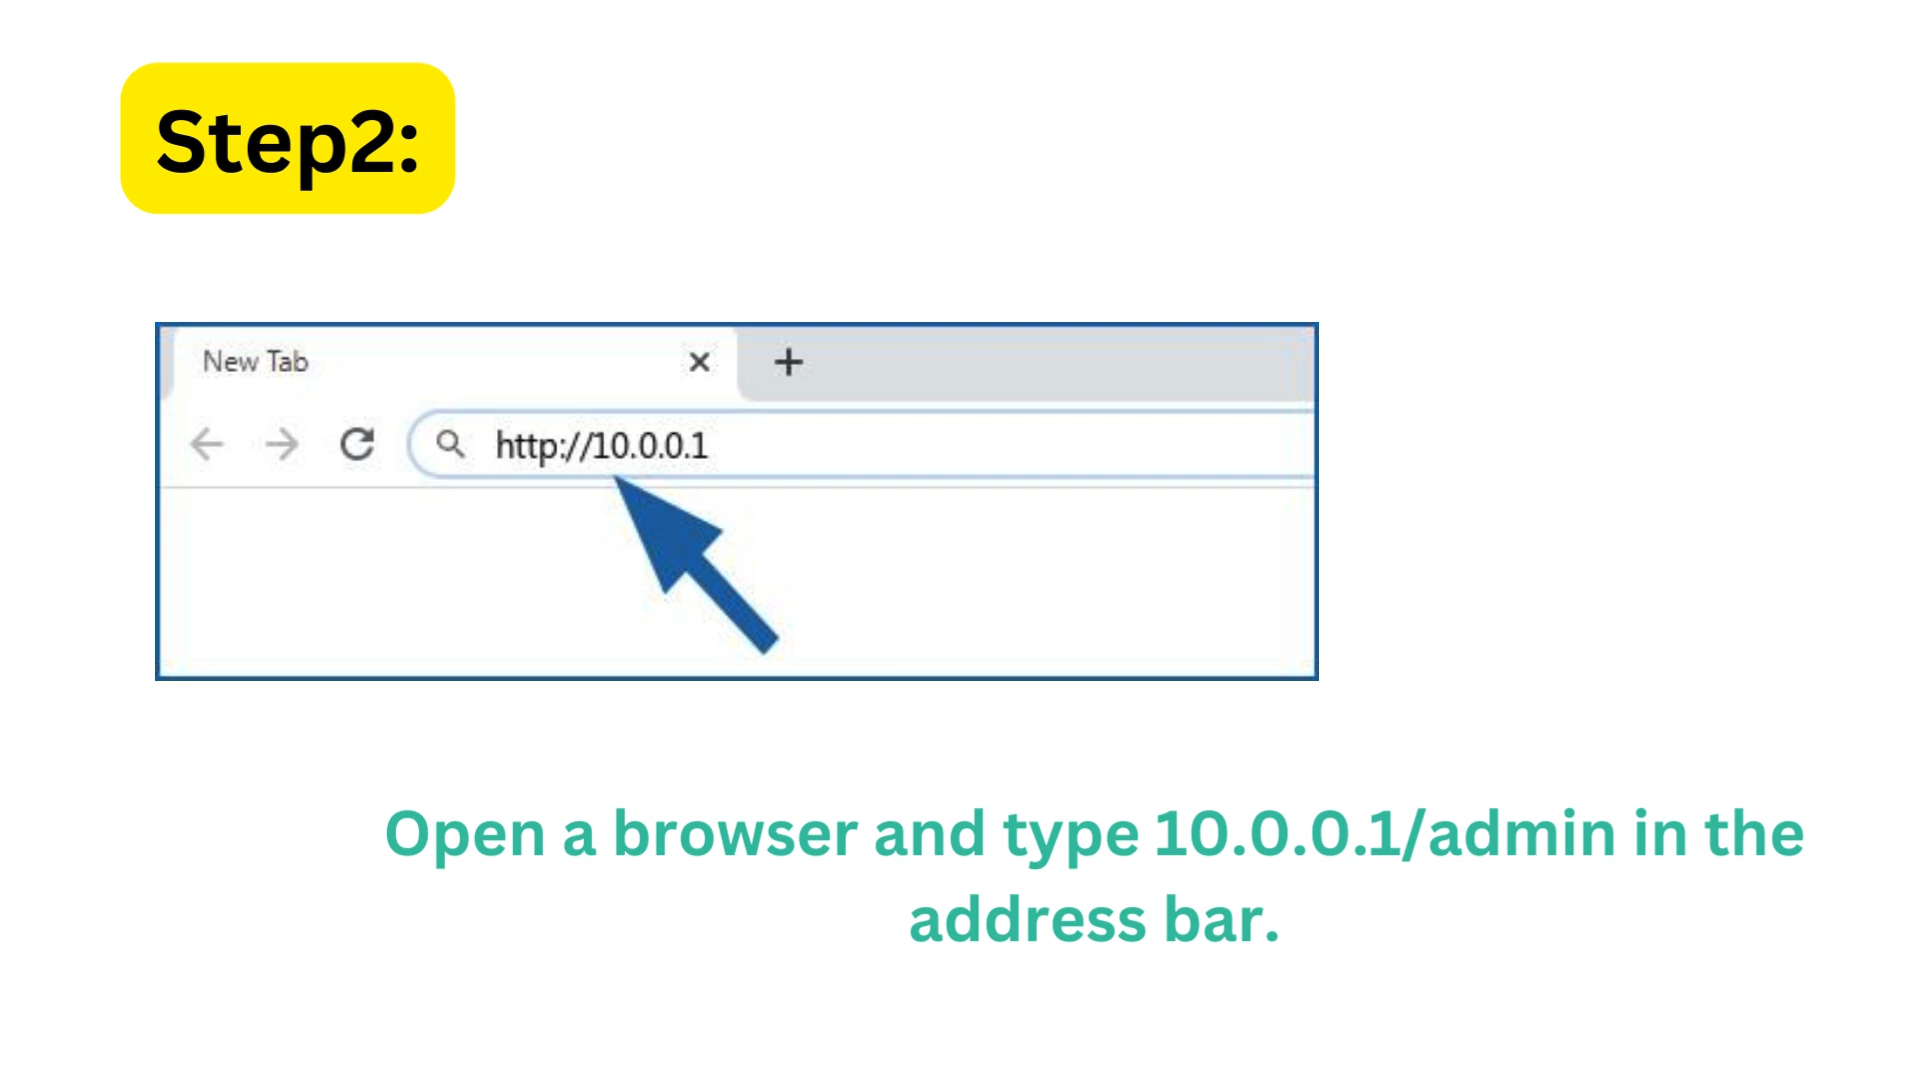 Step2:
New Tab
http://10.0.0.1
Open a browser and type 10.0.0.1/admin in the
address bar.